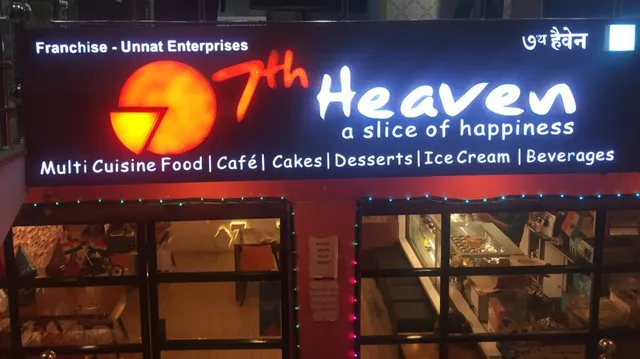 Franchise - Unnat Enterprises
७थ हैवेन
7th Heaven
a slice of happiness
Multi Cuisine Food | Café | Cakes | Desserts | Ice Cream | Beverages